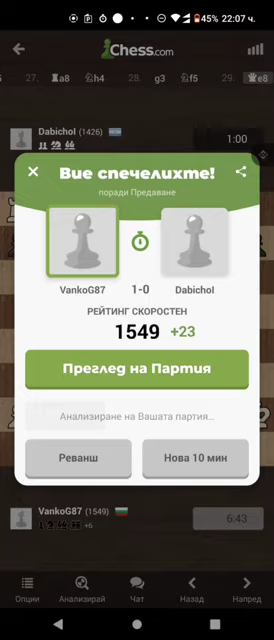 45% 22:07 ч.
Chess.com
27. a8 h4 28. g3 f5 29. e8
Dabichol (1426)
1:00
Вие спечелихте!
поради Предаване
VankoG87 1-0 Dabichol
РЕЙТИНГ СКОРОСТЕН
1549 +23
Преглед на Партия
Анализиране на Вашата партия...
Реванш
Нова 10 мин
VankoG87 (1549)
+6
6:43
Опции Анализирай Чат Назад Напред